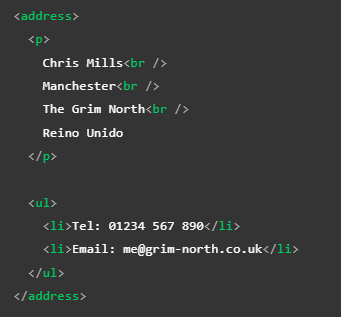 <address>
<p>
Chris Mills<br />
Manchester<br />
The Grim North<br />
Reino Unido
</p>
<ul>
<li>Tel: 01234 567 890</li>
<li>Email: me@grim-north.co.uk</li>
</ul>
</address>